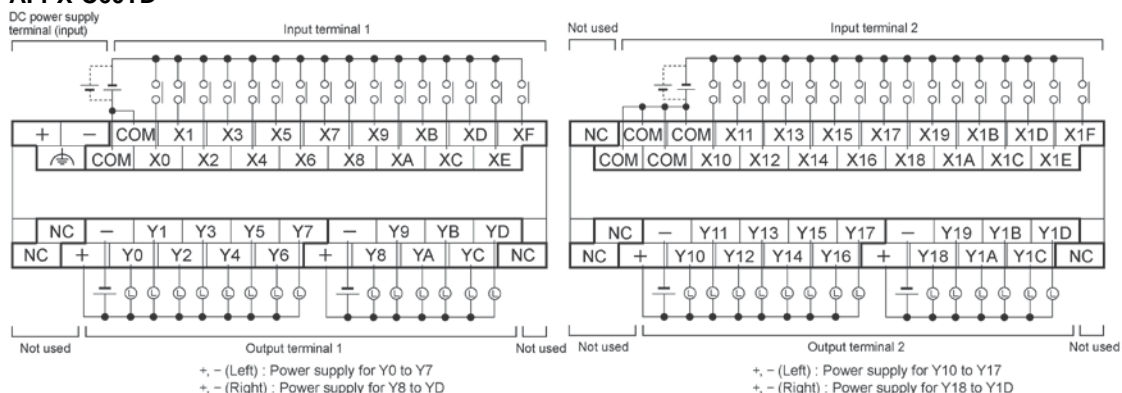 DC power supply
terminal (input)
Input terminal 1
+ − COM X1 X3 X5 X7 X9 XB XD XF
COM X0 X2 X4 X6 X8 XA XC XE
NC − Y1 Y3 Y5 Y7 − Y9 YB YD
NC + Y0 Y2 Y4 Y6 + Y8 YA YC NC
L L L L L L L L L L L L L L
Not used
Output terminal 1
Not used
+, − (Left) : Power supply for Y0 to Y7
+, − (Right) : Power supply for Y8 to YD
Not used
Input terminal 2
NC COM COM X11 X13 X15 X17 X19 X1B X1D X1F
COM COM X10 X12 X14 X16 X18 X1A X1C X1E
NC − Y11 Y13 Y15 Y17 − Y19 Y1B Y1D
NC + Y10 Y12 Y14 Y16 + Y18 Y1A Y1C NC
L L L L L L L L L L L L L L
Not used
Output terminal 2
Not used
+, − (Left) : Power supply for Y10 to Y17
+, − (Right) : Power supply for Y18 to Y1D